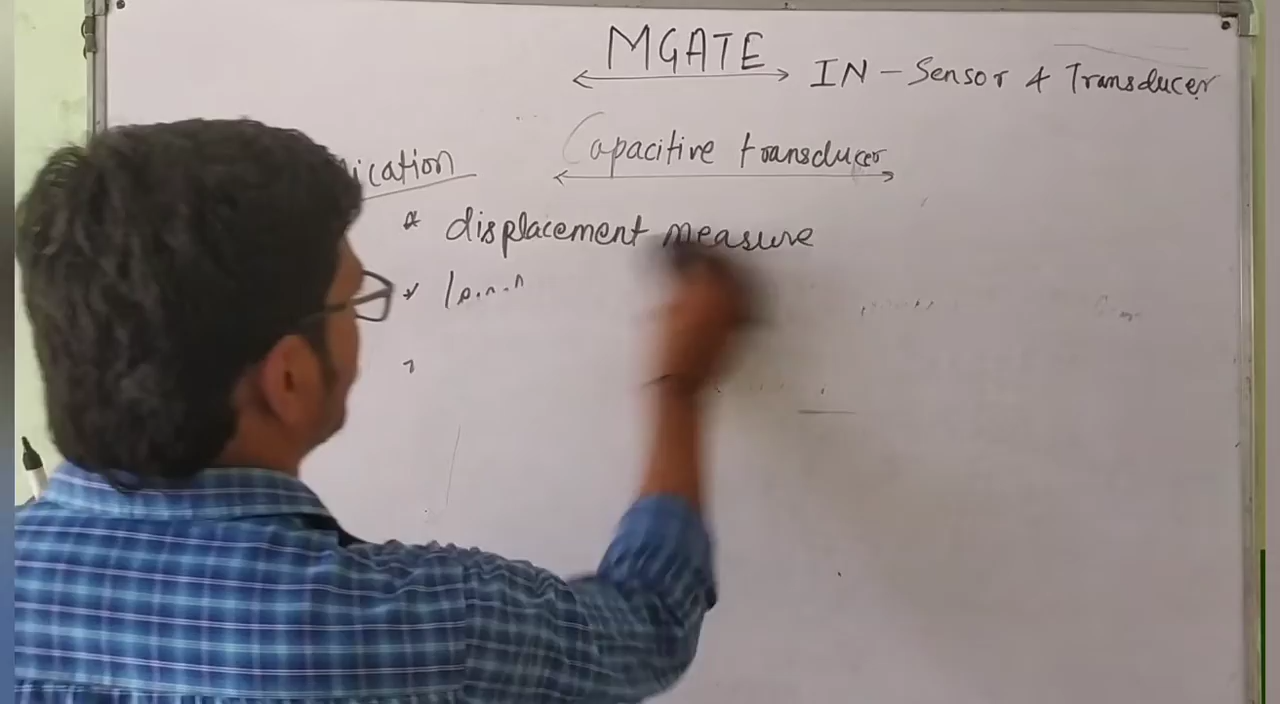 MGATE
IN - Sensor & Transducer
Capacitive transducer
ication
* displacement measure
*